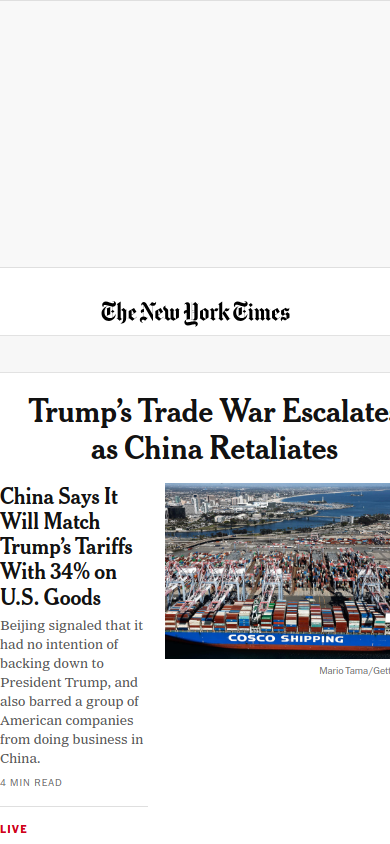 The New York Times
Trump's Trade War Escalate
as China Retaliates
China Says It
Will Match
Trump's Tariffs
With 34% on
U.S. Goods
Beijing signaled that it
had no intention of
backing down to
President Trump, and
also barred a group of
American companies
from doing business in
China.
4 MIN READ
COSCO SHIPPING
Mario Tama/Gett
LIVE